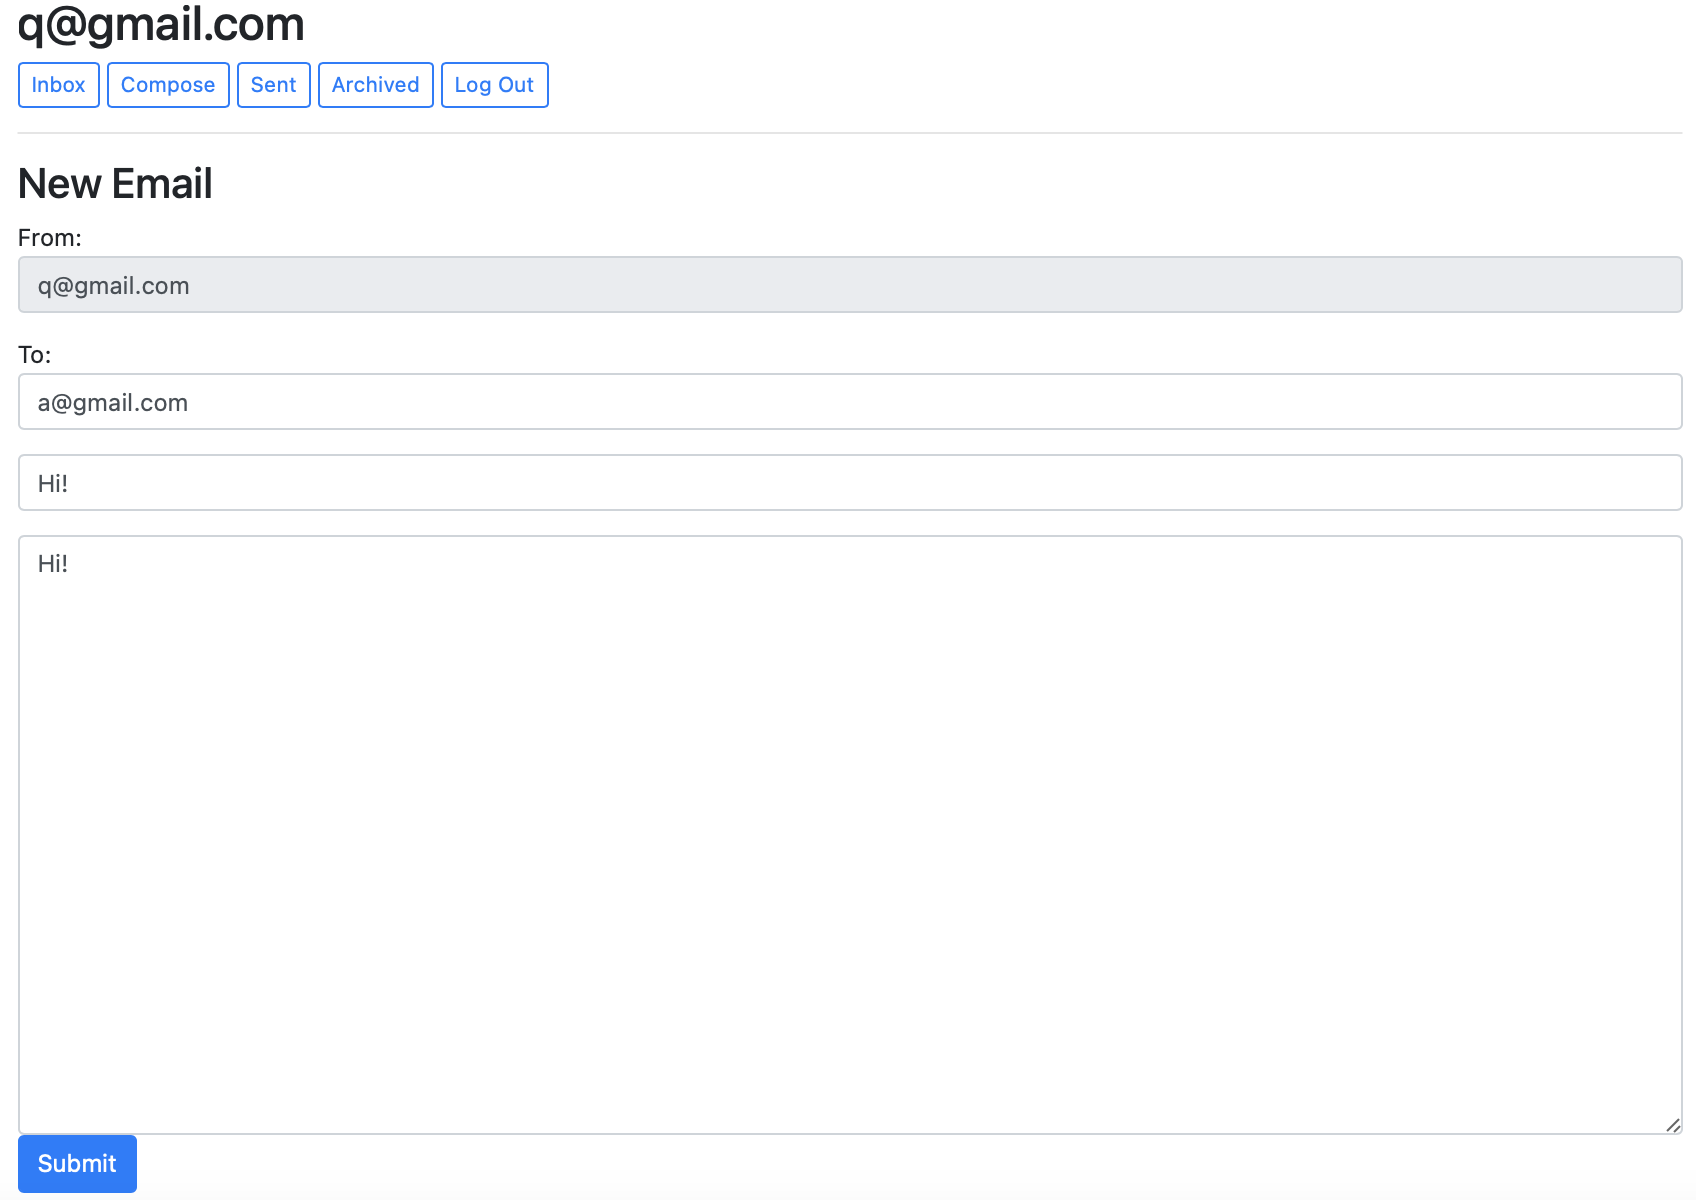 q@gmail.com
Inbox Compose Sent Archived Log Out
New Email
From:
q@gmail.com
To:
a@gmail.com
Hi!
Hi!
Submit